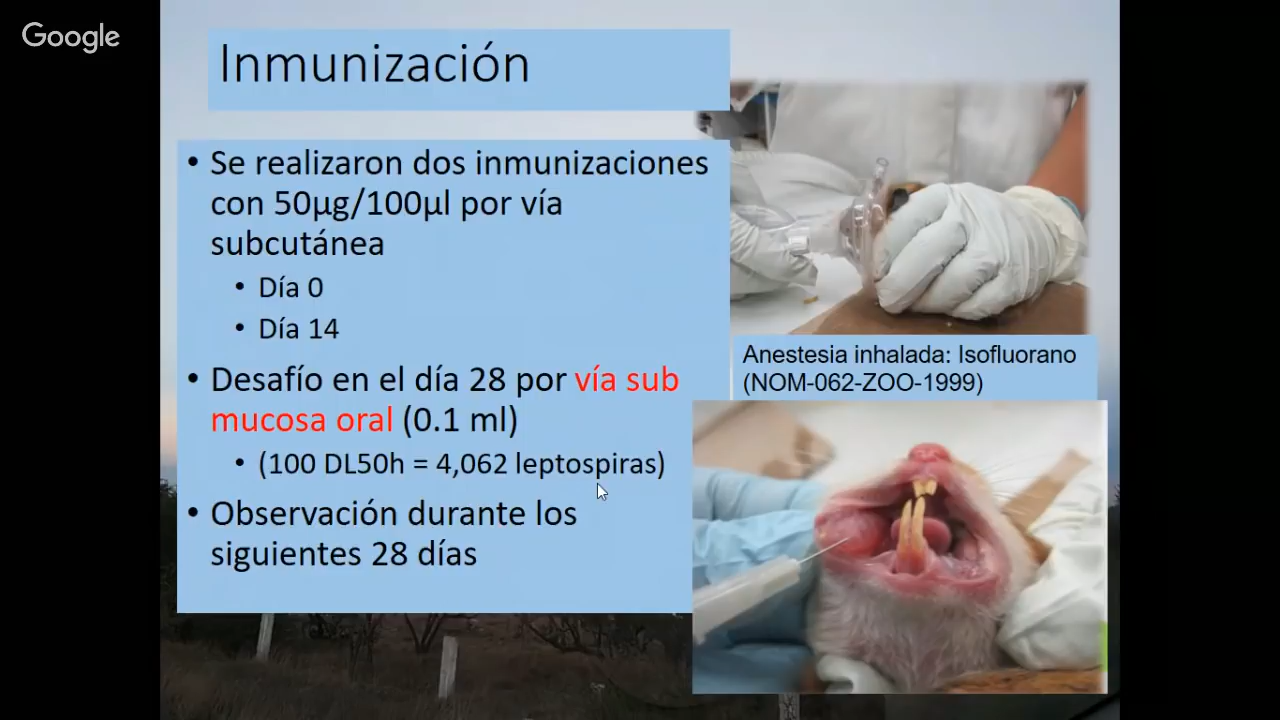 Google
Inmunización
• Se realizaron dos inmunizaciones
con 50µg/100µl por vía
subcutánea
• Día 0
• Día 14
• Desafío en el día 28 por vía sub
mucosa oral (0.1 ml)
• (100 DL50h = 4,062 leptospiras)
• Observación durante los
siguientes 28 días
Anestesia inhalada: Isofluorano
(NOM-062-ZOO-1999)